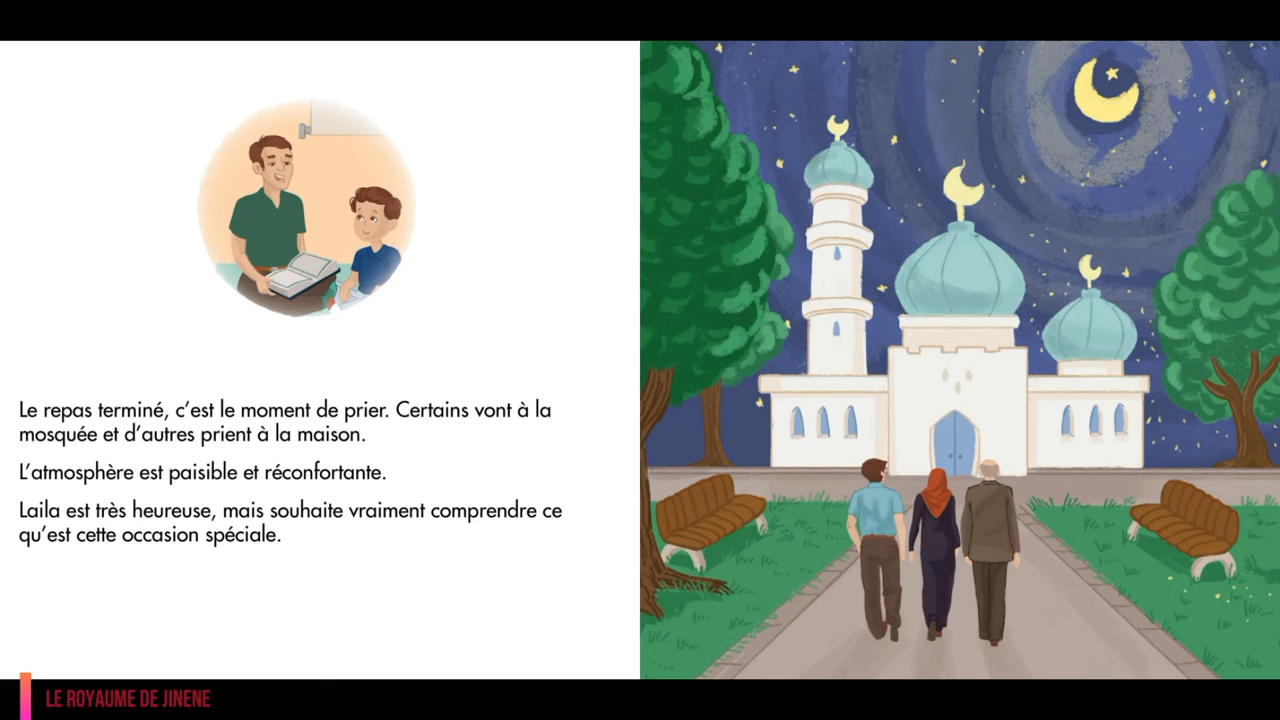 Le repas terminé, c’est le moment de prier. Certains vont à la
mosquée et d’autres prient à la maison.
L’atmosphère est paisible et réconfortante.
Laila est très heureuse, mais souhaite vraiment comprendre ce
qu’est cette occasion spéciale.
LE ROYAUME DE JINENE